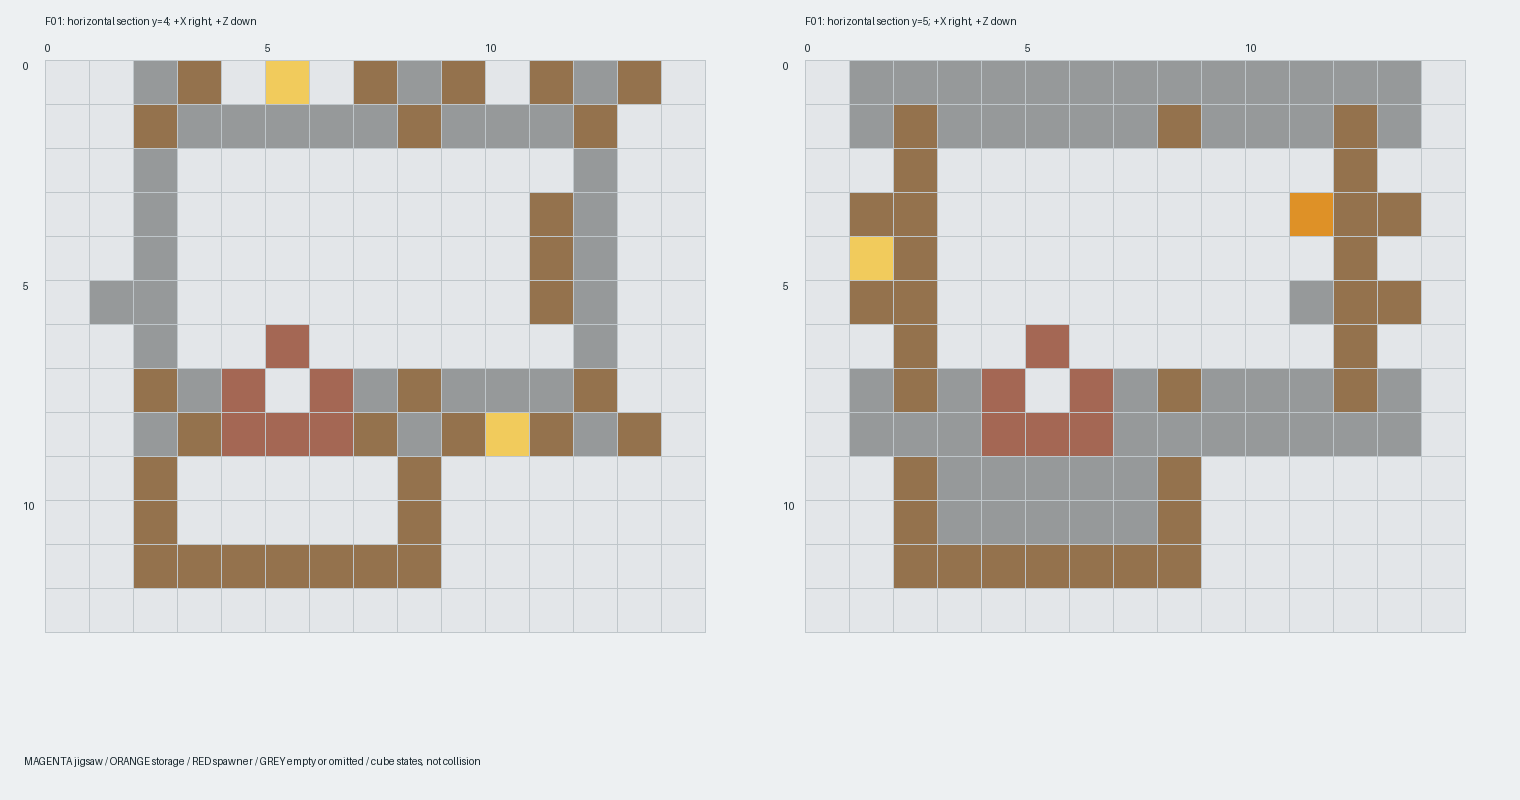 F01: horizontal section y=4; +X right, +Z down
F01: horizontal section y=5; +X right, +Z down
0 5 10
0 5 10
0 0
5 5
10 10
MAGENTA jigsaw / ORANGE storage / RED spawner / GREY empty or omitted / cube states, not collision